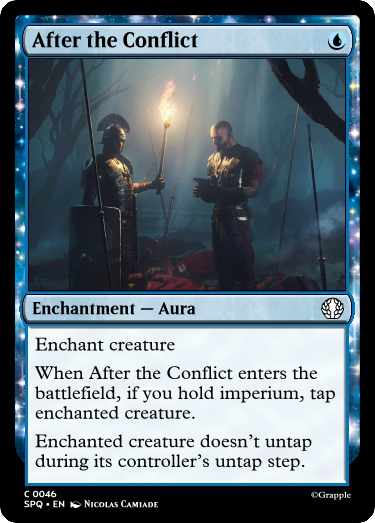 After the Conflict
Enchantment — Aura
Enchant creature
When After the Conflict enters the
battlefield, if you hold imperium, tap
enchanted creature.
Enchanted creature doesn't untap
during its controller's untap step.
C 0046
SPQ • EN Nicolas Camiade
©Grapple